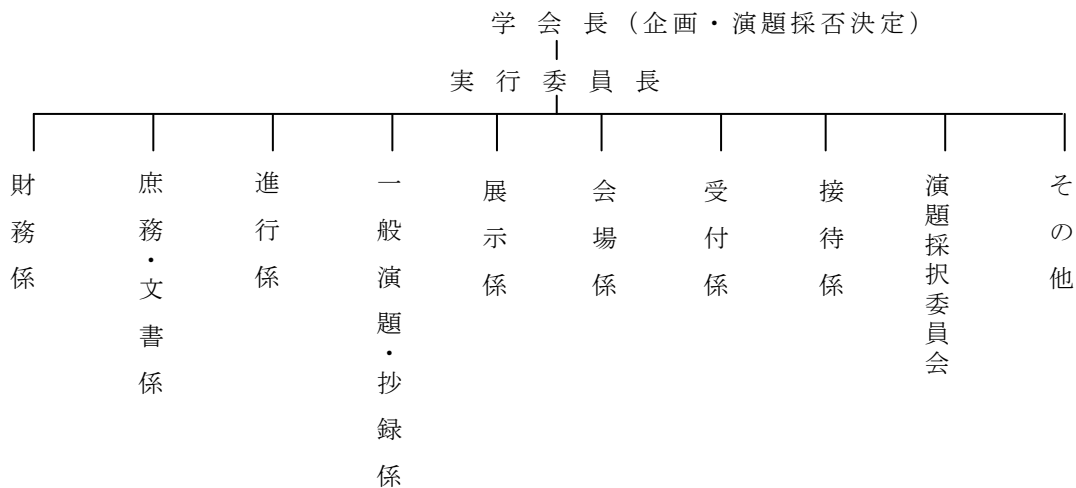 学会長（企画・演題採否決定）
実行委員長
財務係
庶務・文書係
進行係
一般演題・抄録係
展示係
会場係
受付係
接待係
演題採択委員会
その他